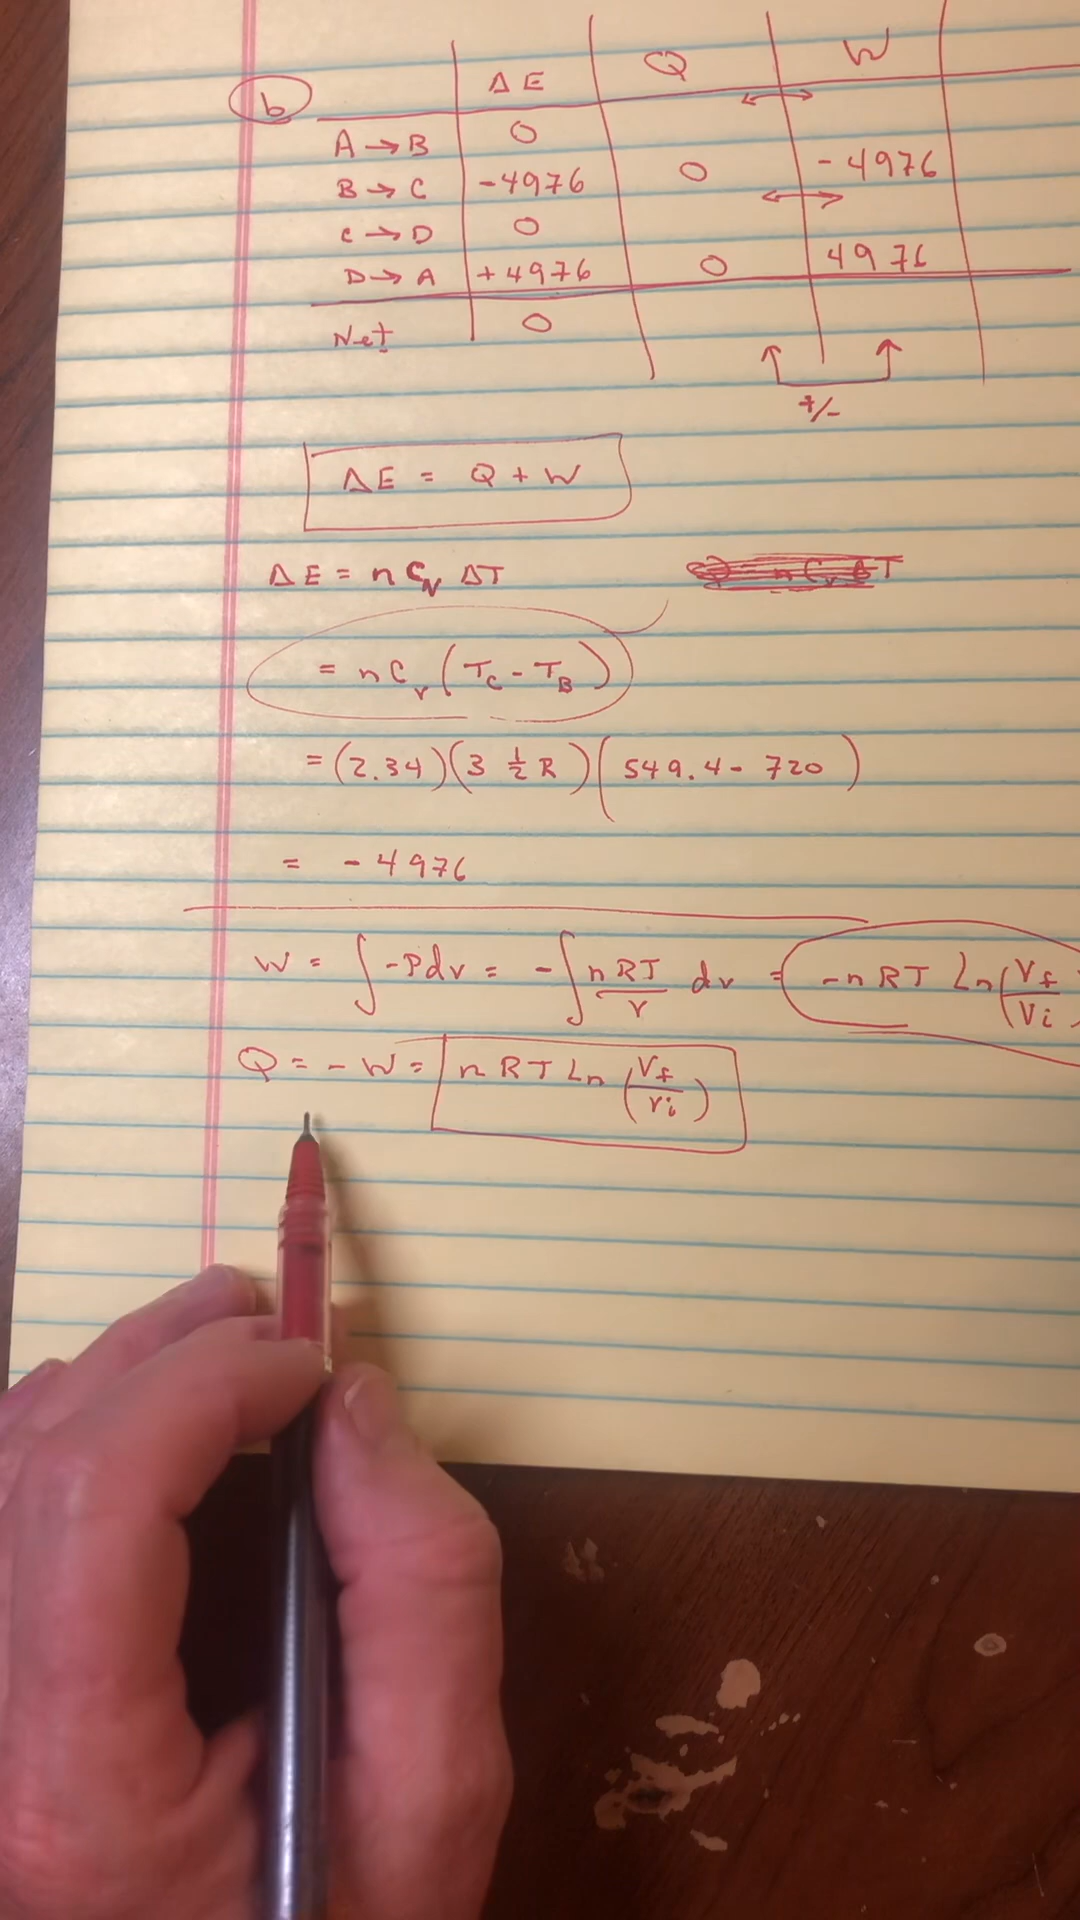 b ΔE Q W
A → B 0
B → C -4976 0 -4976
C → D 0
D → A +4976 0 4976
Net 0
+/-
ΔE = Q + W
ΔE = n Cv ΔT
= n Cv (Tc - TB)
= (2.34)(3 ½ R)(549.4 - 720)
= -4976
W = ∫ -Pdv = -∫ nRT/v dv = -nRT Ln(Vf/Vi)
Q = -W = nRT Ln (Vf/Vi)